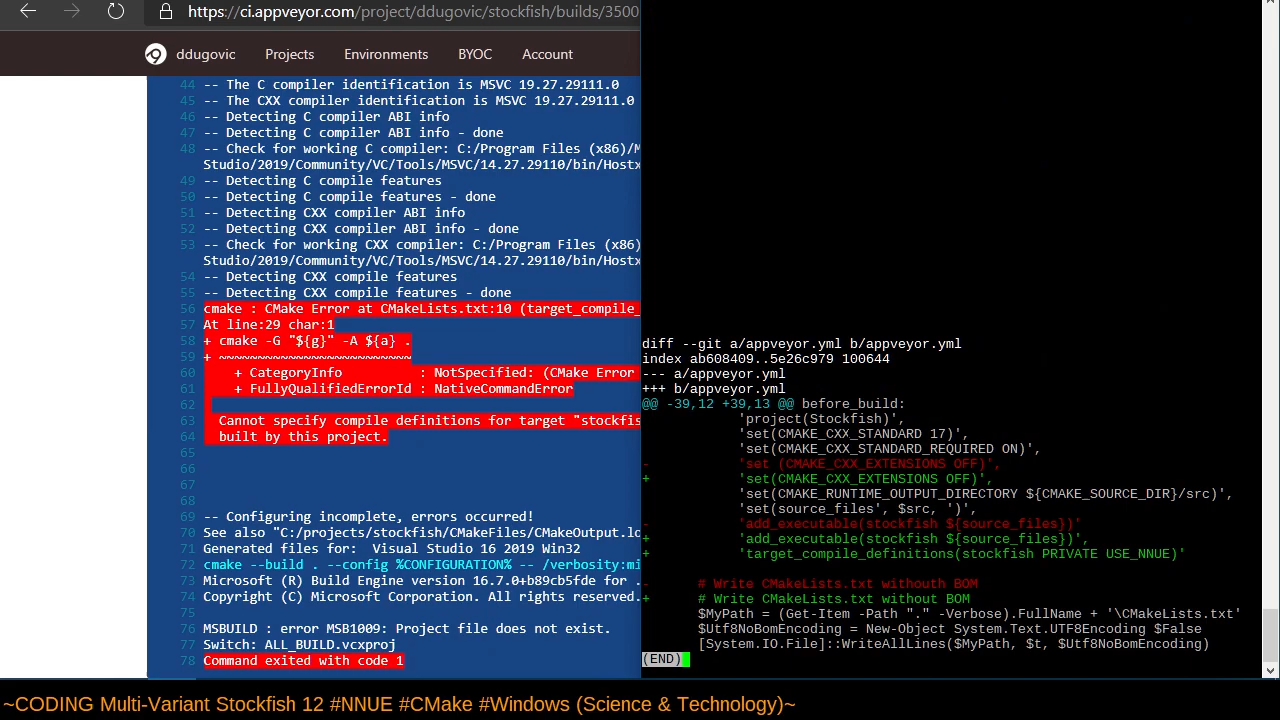 https://ci.appveyor.com/project/ddugovic/stockfish/builds/3500
ddugovic Projects Environments BYOC Account
44 -- The C compiler identification is MSVC 19.27.29111.0
45 -- The CXX compiler identification is MSVC 19.27.29111.0
46 -- Detecting C compiler ABI info
47 -- Detecting C compiler ABI info - done
48 -- Check for working C compiler: C:/Program Files (x86)/M
Studio/2019/Community/VC/Tools/MSVC/14.27.29110/bin/Hostx
49 -- Detecting C compile features
50 -- Detecting C compile features - done
51 -- Detecting CXX compiler ABI info
52 -- Detecting CXX compiler ABI info - done
53 -- Check for working CXX compiler: C:/Program Files (x86)
Studio/2019/Community/VC/Tools/MSVC/14.27.29110/bin/Hostx
54 -- Detecting CXX compile features
55 -- Detecting CXX compile features - done
56 cmake : CMake Error at CMakeLists.txt:10 (target_compile_
57 At line:29 char:1
58 + cmake -G "${g}" -A ${a} .
59 + ~~~~~~~~~~~~~~~~~~~~~~~~~
60 + CategoryInfo : NotSpecified: (CMake Error
61 + FullyQualifiedErrorId : NativeCommandError
62
63 Cannot specify compile definitions for target "stockfis
64 built by this project.
65
66
67
68
69 -- Configuring incomplete, errors occurred!
70 See also "C:/projects/stockfish/CMakeFiles/CMakeOutput.lo
71 Generated files for: Visual Studio 16 2019 Win32
72 cmake --build . --config %CONFIGURATION% -- /verbosity:mi
73 Microsoft (R) Build Engine version 16.7.0+b89cb5fde for .
74 Copyright (C) Microsoft Corporation. All rights reserved.
75
76 MSBUILD : error MSB1009: Project file does not exist.
77 Switch: ALL_BUILD.vcxproj
78 Command exited with code 1
diff --git a/appveyor.yml b/appveyor.yml
index ab608409..5e26c979 100644
--- a/appveyor.yml
+++ b/appveyor.yml
@@ -39,12 +39,13 @@ before_build:
'project(Stockfish)',
'set(CMAKE_CXX_STANDARD 17)',
'set(CMAKE_CXX_STANDARD_REQUIRED ON)',
- 'set (CMAKE_CXX_EXTENSIONS OFF)',
+ 'set(CMAKE_CXX_EXTENSIONS OFF)',
'set(CMAKE_RUNTIME_OUTPUT_DIRECTORY ${CMAKE_SOURCE_DIR}/src)',
'set(source_files', $src, ')',
- 'add_executable(stockfish ${source_files})'
+ 'add_executable(stockfish ${source_files})',
+ 'target_compile_definitions(stockfish PRIVATE USE_NNUE)'
- # Write CMakeLists.txt withouth BOM
+ # Write CMakeLists.txt without BOM
$MyPath = (Get-Item -Path "." -Verbose).FullName + '\CMakeLists.txt'
$Utf8NoBomEncoding = New-Object System.Text.UTF8Encoding $False
[System.IO.File]::WriteAllLines($MyPath, $t, $Utf8NoBomEncoding)
(END)
~CODING Multi-Variant Stockfish 12 #NNUE #CMake #Windows (Science & Technology)~